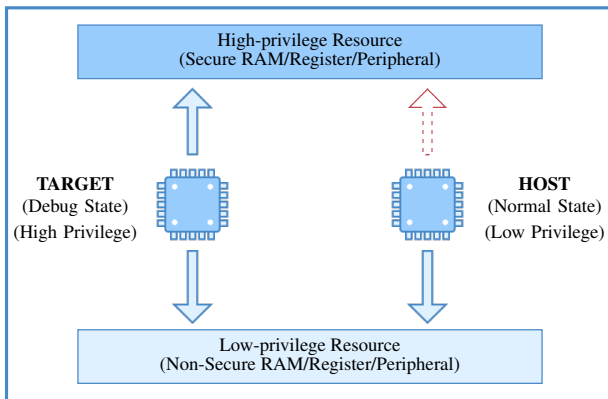 High-privilege Resource
(Secure RAM/Register/Peripheral)
TARGET
(Debug State)
(High Privilege)
HOST
(Normal State)
(Low Privilege)
Low-privilege Resource
(Non-Secure RAM/Register/Peripheral)